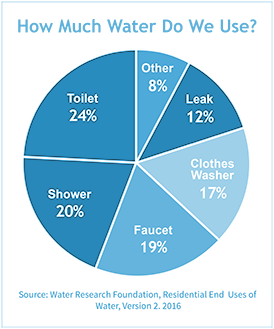 How Much Water Do We Use?
Other
8%
Leak
12%
Clothes
Washer
17%
Faucet
19%
Shower
20%
Toilet
24%
Source: Water Research Foundation, Residential End Uses of
Water, Version 2. 2016